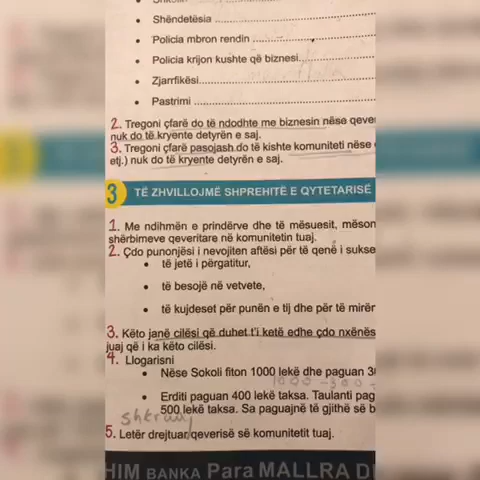 Shëndetësia
Policia mbron rendin
Policia krijon kushte që biznesi
Zjarrfikësi
Pastrimi
2. Tregoni çfarë do të ndodhte me biznesin nëse qever
nuk do të kryente detyrën e saj.
3. Tregoni çfarë pasojash do të kishte komuniteti nëse
etj.) nuk do të kryente detyrën e saj.
3 TË ZHVILLOJMË SHPREHITË E QYTETARISË
1. Me ndihmën e prindërve dhe të mësuesit, mëson
shërbimeve qeveritare në komunitetin tuaj.
2. Çdo punonjësi i nevojiten aftësi për të qenë i sukse
• të jetë i përgatitur,
• të besojë në vetvete,
• të kujdeset për punën e tij dhe për të mirër
3. Këto janë cilësi që duhet t'i ketë edhe çdo nxënës
juaj që i ka këto cilësi.
4. Llogarisni
• Nëse Sokoli fiton 1000 lekë dhe paguan 30
1000 - 300
• Erditi paguan 400 lekë taksa. Taulanti pag
500 lekë taksa. Sa paguajnë të gjithë së b
5. Letër drejtuar qeverisë së komunitetit tuaj.
HIM BANKA Para MALLRA